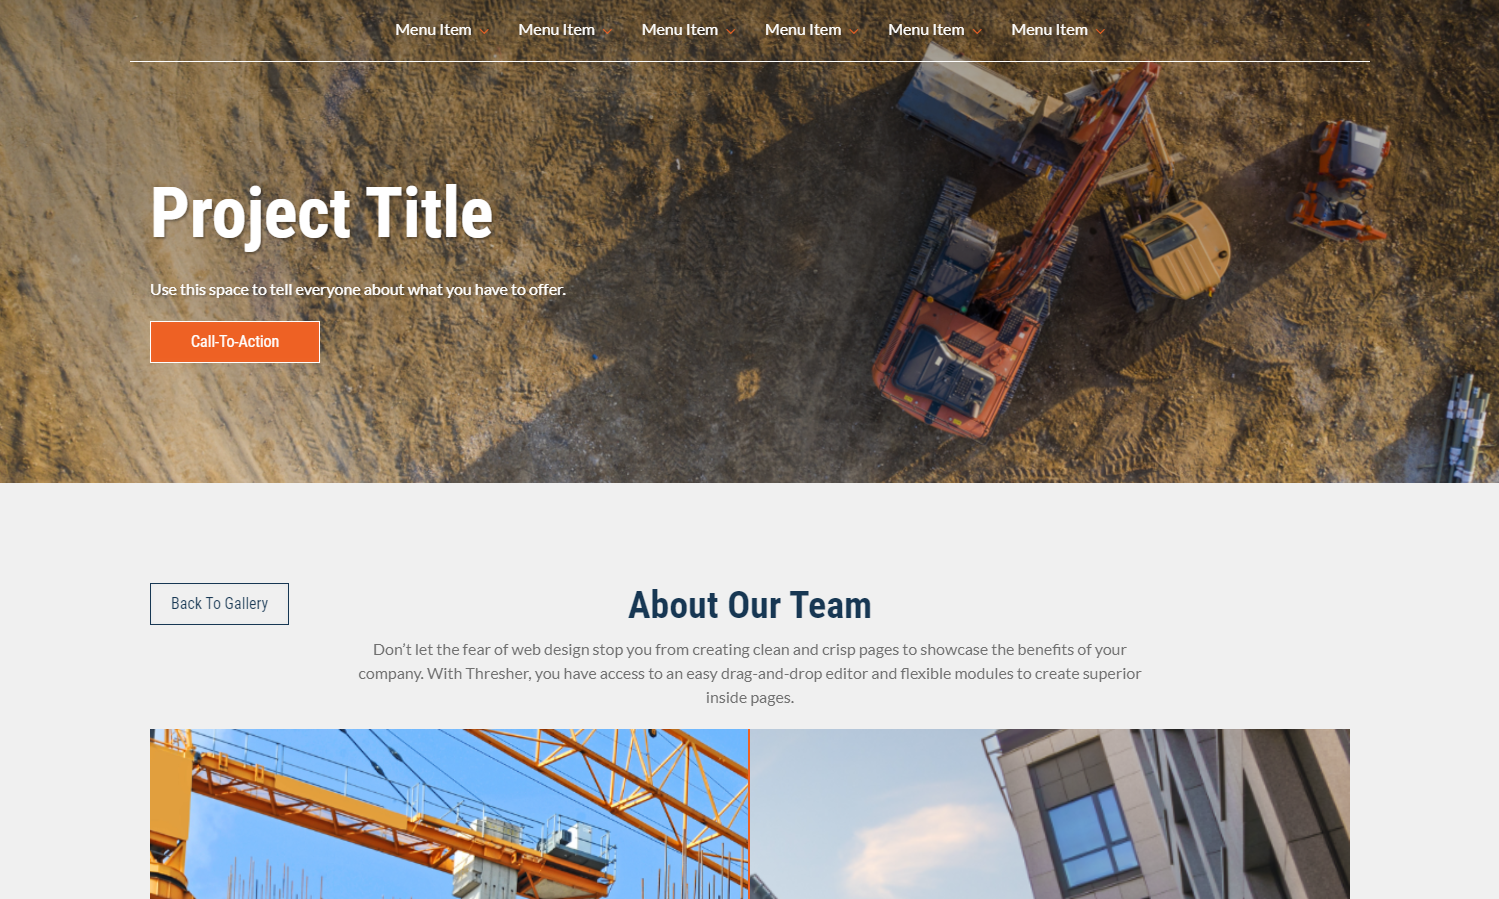 Menu Item Menu Item Menu Item Menu Item Menu Item Menu Item
Project Title
Use this space to tell everyone about what you have to offer.
Call-To-Action
Back To Gallery
About Our Team
Don’t let the fear of web design stop you from creating clean and crisp pages to showcase the benefits of your
company. With Thresher, you have access to an easy drag-and-drop editor and flexible modules to create superior
inside pages.